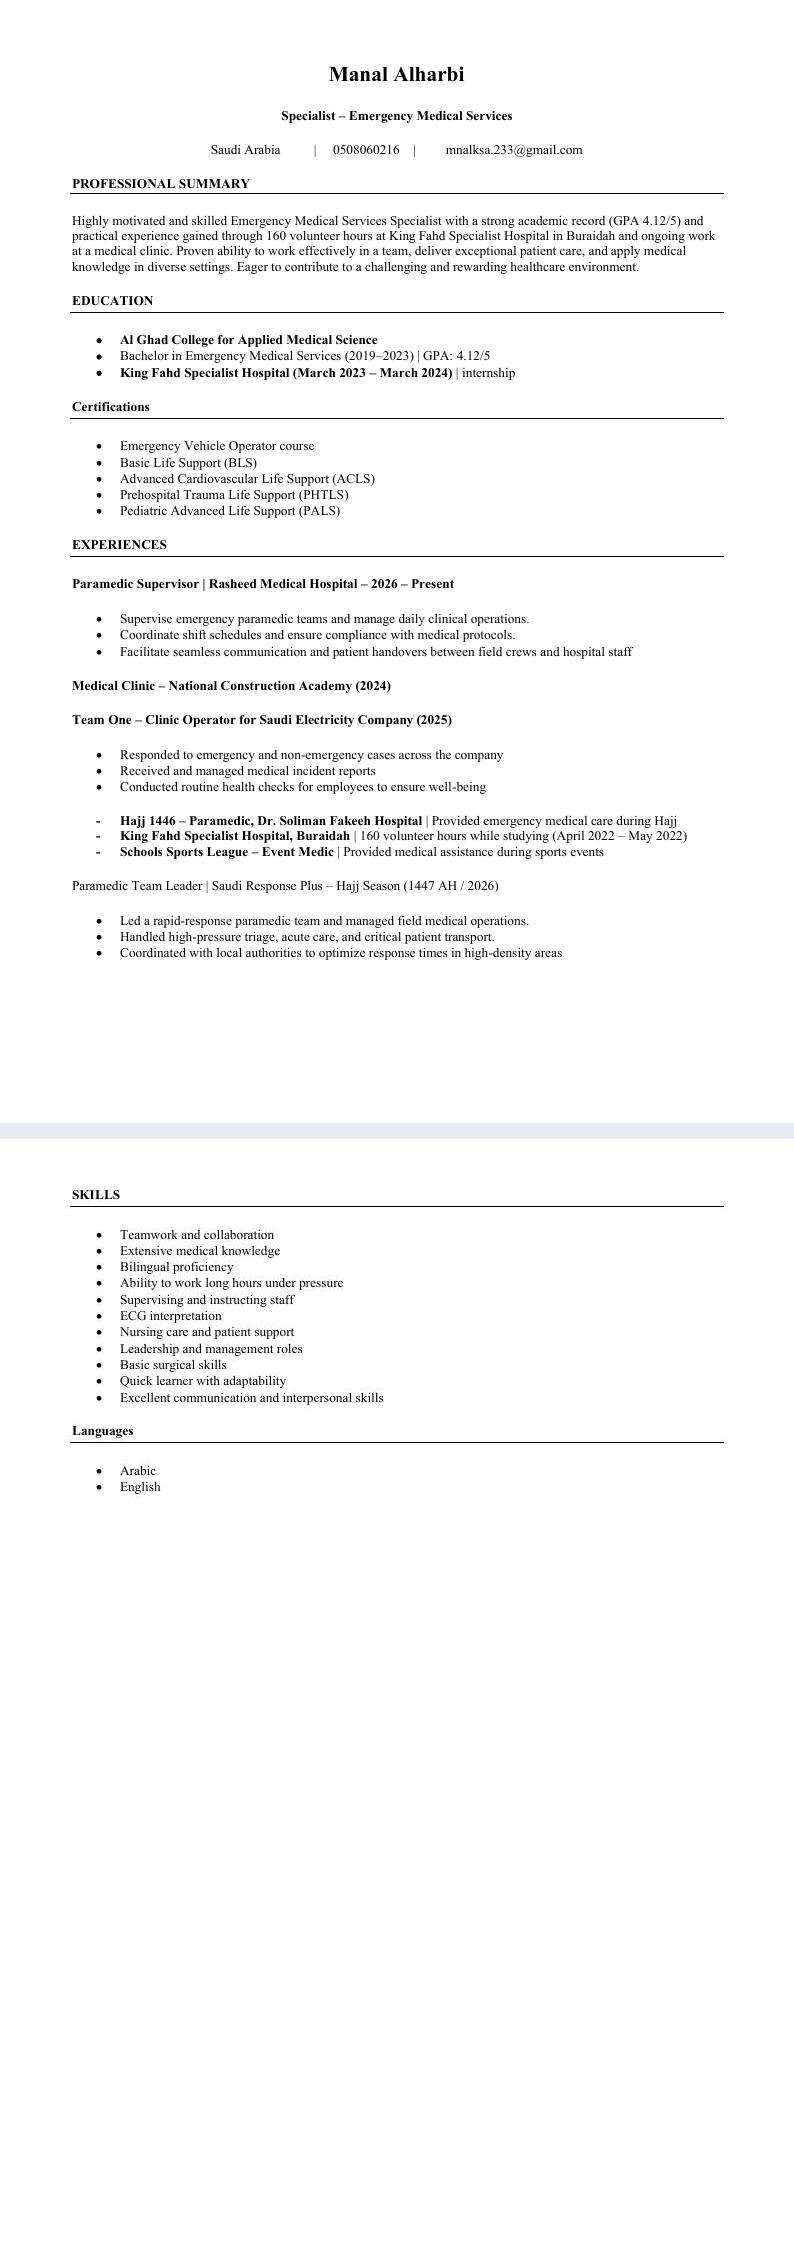 Manal Alharbi
Specialist – Emergency Medical Services
Saudi Arabia | 0508060216 | mnalksa.233@gmail.com
PROFESSIONAL SUMMARY
Highly motivated and skilled Emergency Medical Services Specialist with a strong academic record (GPA 4.12/5) and
practical experience gained through 160 volunteer hours at King Fahd Specialist Hospital in Buraidah and ongoing work
at a medical clinic. Proven ability to work effectively in a team, deliver exceptional patient care, and apply medical
knowledge in diverse settings. Eager to contribute to a challenging and rewarding healthcare environment.
EDUCATION
• Al Ghad College for Applied Medical Science
• Bachelor in Emergency Medical Services (2019–2023) | GPA: 4.12/5
• King Fahd Specialist Hospital (March 2023 – March 2024) | internship
Certifications
• Emergency Vehicle Operator course
• Basic Life Support (BLS)
• Advanced Cardiovascular Life Support (ACLS)
• Prehospital Trauma Life Support (PHTLS)
• Pediatric Advanced Life Support (PALS)
EXPERIENCES
Paramedic Supervisor | Rasheed Medical Hospital – 2026 – Present
• Supervise emergency paramedic teams and manage daily clinical operations.
• Coordinate shift schedules and ensure compliance with medical protocols.
• Facilitate seamless communication and patient handovers between field crews and hospital staff
Medical Clinic – National Construction Academy (2024)
Team One – Clinic Operator for Saudi Electricity Company (2025)
• Responded to emergency and non-emergency cases across the company
• Received and managed medical incident reports
• Conducted routine health checks for employees to ensure well-being
- Hajj 1446 – Paramedic, Dr. Soliman Fakeeh Hospital | Provided emergency medical care during Hajj
- King Fahd Specialist Hospital, Buraidah | 160 volunteer hours while studying (April 2022 – May 2022)
- Schools Sports League – Event Medic | Provided medical assistance during sports events
Paramedic Team Leader | Saudi Response Plus – Hajj Season (1447 AH / 2026)
• Led a rapid-response paramedic team and managed field medical operations.
• Handled high-pressure triage, acute care, and critical patient transport.
• Coordinated with local authorities to optimize response times in high-density areas
SKILLS
• Teamwork and collaboration
• Extensive medical knowledge
• Bilingual proficiency
• Ability to work long hours under pressure
• Supervising and instructing staff
• ECG interpretation
• Nursing care and patient support
• Leadership and management roles
• Basic surgical skills
• Quick learner with adaptability
• Excellent communication and interpersonal skills
Languages
• Arabic
• English